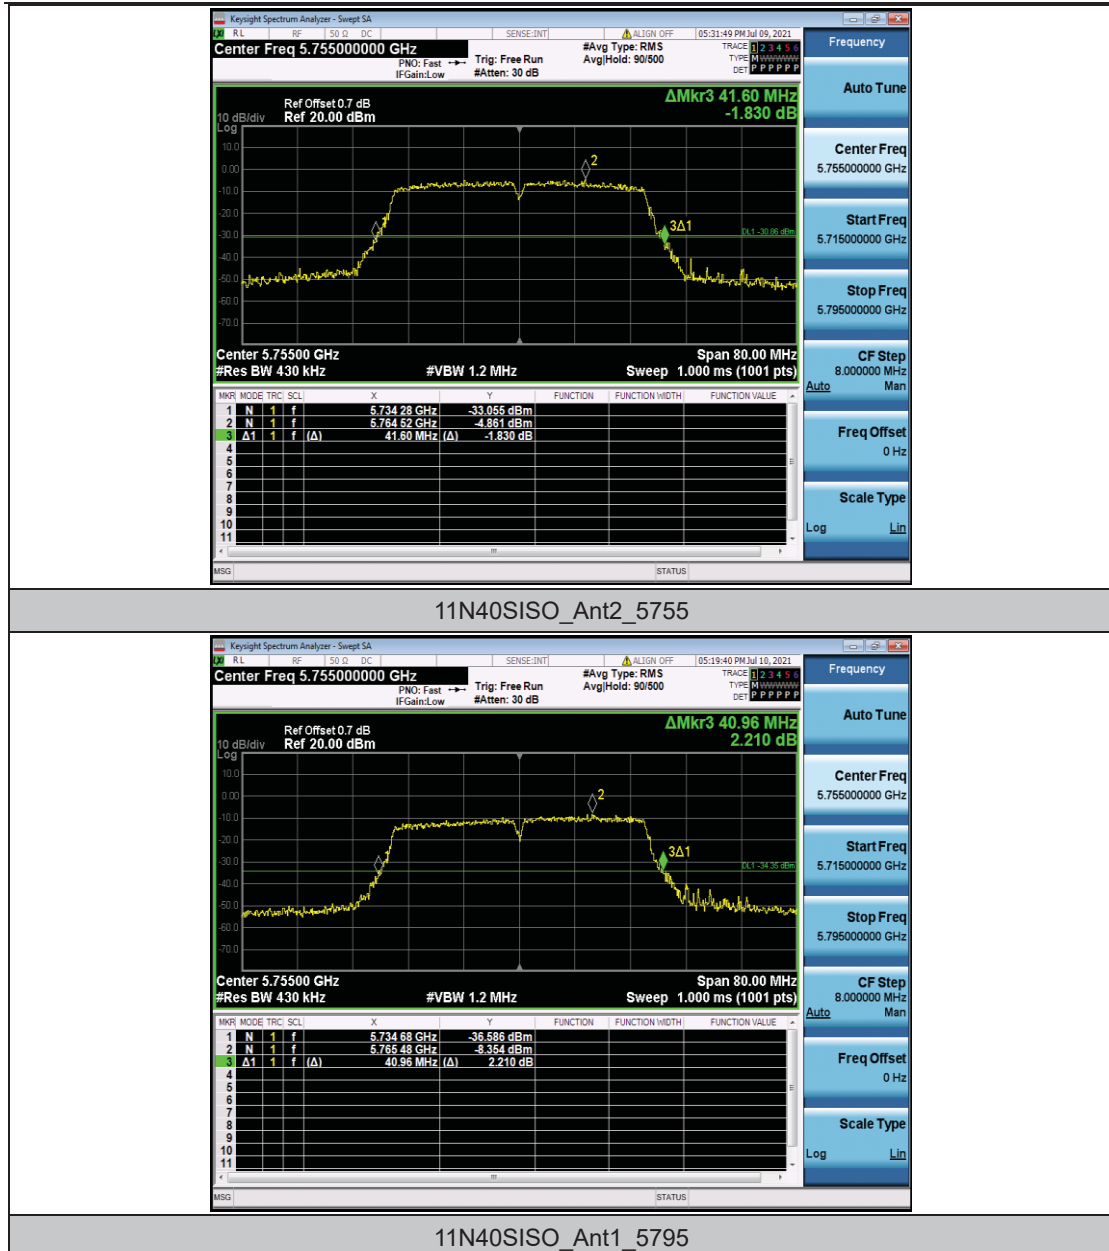 Keysight Spectrum Analyzer - Swept SA
RL RF 50 Ω DC SENSE:INT ALIGN OFF 05:31:49 PM Jul 09, 2021
Center Freq 5.755000000 GHz #Avg Type: RMS TRACE 1 2 3 4 5 6
PNO: Fast Trig: Free Run Avg|Hold: 90/500 TYPE M WWWWW
IFGain:Low #Atten: 30 dB DET P P P P P P
ΔMkr3 41.60 MHz
Ref Offset 0.7 dB
10 dB/div Ref 20.00 dBm -1.830 dB
Log
10.0
0.00
-10.0
-20.0
-30.0
-40.0
-50.0
-60.0
-70.0
2
1
3Δ1
DL1 -30.86 dBm
Center 5.75500 GHz Span 80.00 MHz
#Res BW 430 kHz #VBW 1.2 MHz Sweep 1.000 ms (1001 pts)
MKR MODE TRC SCL X Y FUNCTION FUNCTION WIDTH FUNCTION VALUE
1 N 1 f 5.734 28 GHz -33.055 dBm
2 N 1 f 5.764 52 GHz -4.861 dBm
3 Δ1 1 f (Δ) 41.60 MHz (Δ) -1.830 dB
4
5
6
7
8
9
10
11
MSG STATUS
Frequency
Auto Tune
Center Freq
5.755000000 GHz
Start Freq
5.715000000 GHz
Stop Freq
5.795000000 GHz
CF Step
8.000000 MHz
Auto Man
Freq Offset
0 Hz
Scale Type
Log Lin
11N40SISO_Ant2_5755
Keysight Spectrum Analyzer - Swept SA
RL RF 50 Ω DC SENSE:INT ALIGN OFF 05:19:40 PM Jul 10, 2021
Center Freq 5.755000000 GHz #Avg Type: RMS TRACE 1 2 3 4 5 6
PNO: Fast Trig: Free Run Avg|Hold: 90/500 TYPE M WWWWW
IFGain:Low #Atten: 30 dB DET P P P P P P
ΔMkr3 40.96 MHz
Ref Offset 0.7 dB
10 dB/div Ref 20.00 dBm 2.210 dB
Log
10.0
0.00
-10.0
-20.0
-30.0
-40.0
-50.0
-60.0
-70.0
2
1
3Δ1
DL1 -34.35 dBm
Center 5.75500 GHz Span 80.00 MHz
#Res BW 430 kHz #VBW 1.2 MHz Sweep 1.000 ms (1001 pts)
MKR MODE TRC SCL X Y FUNCTION FUNCTION WIDTH FUNCTION VALUE
1 N 1 f 5.734 68 GHz -36.586 dBm
2 N 1 f 5.765 48 GHz -8.354 dBm
3 Δ1 1 f (Δ) 40.96 MHz (Δ) 2.210 dB
4
5
6
7
8
9
10
11
MSG STATUS
Frequency
Auto Tune
Center Freq
5.755000000 GHz
Start Freq
5.715000000 GHz
Stop Freq
5.795000000 GHz
CF Step
8.000000 MHz
Auto Man
Freq Offset
0 Hz
Scale Type
Log Lin
11N40SISO_Ant1_5795